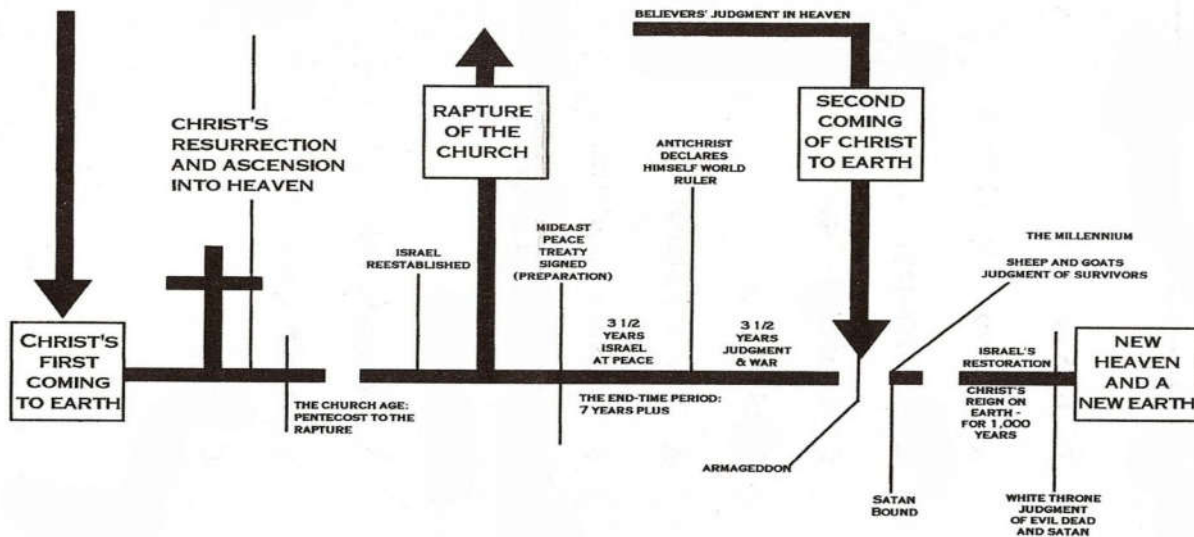 BELIEVERS' JUDGMENT IN HEAVEN
CHRIST'S
RESURRECTION
AND ASCENSION
INTO HEAVEN
RAPTURE
OF THE
CHURCH
ANTICHRIST
DECLARES
HIMSELF WORLD
RULER
SECOND
COMING
OF CHRIST
TO EARTH
ISRAEL
REESTABLISHED
MIDEAST
PEACE
TREATY
SIGNED
(PREPARATION)
THE MILLENNIUM
SHEEP AND GOATS
JUDGMENT OF SURVIVORS
CHRIST'S
FIRST
COMING
TO EARTH
3 1/2
YEARS
ISRAEL
AT PEACE
3 1/2
YEARS
JUDGMENT
& WAR
ISRAEL'S
RESTORATION
NEW
HEAVEN
AND A
NEW EARTH
THE CHURCH AGE:
PENTECOST TO THE
RAPTURE
THE END-TIME PERIOD:
7 YEARS PLUS
CHRIST'S
REIGN ON
EARTH -
FOR 1,000
YEARS
ARMAGEDDON
SATAN
BOUND
WHITE THRONE
JUDGMENT
OF EVIL DEAD
AND SATAN